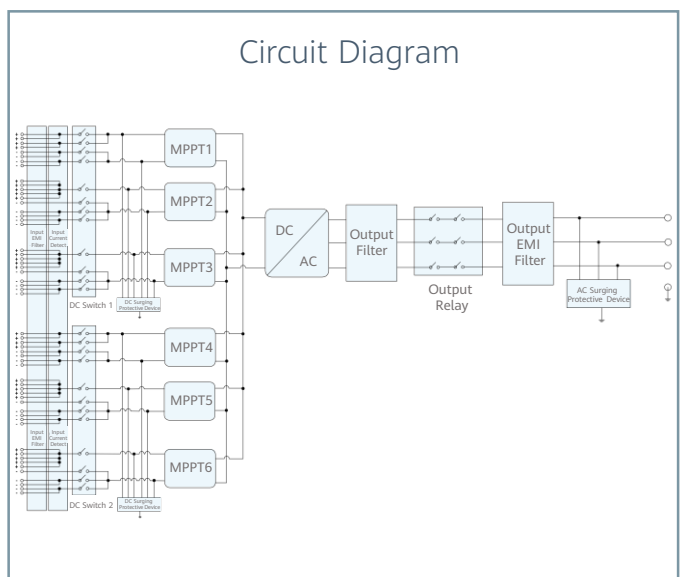 Circuit Diagram
Input
EMI
Filter
Input
Current
Detect
DC Switch 1
DC Surging
Protective Device
MPPT1
MPPT2
MPPT3
Input
EMI
Filter
Input
Current
Detect
DC Switch 2
DC Surging
Protective Device
MPPT4
MPPT5
MPPT6
DC
AC
Output
Filter
Output
Relay
Output
EMI
Filter
AC Surging
Protective Device